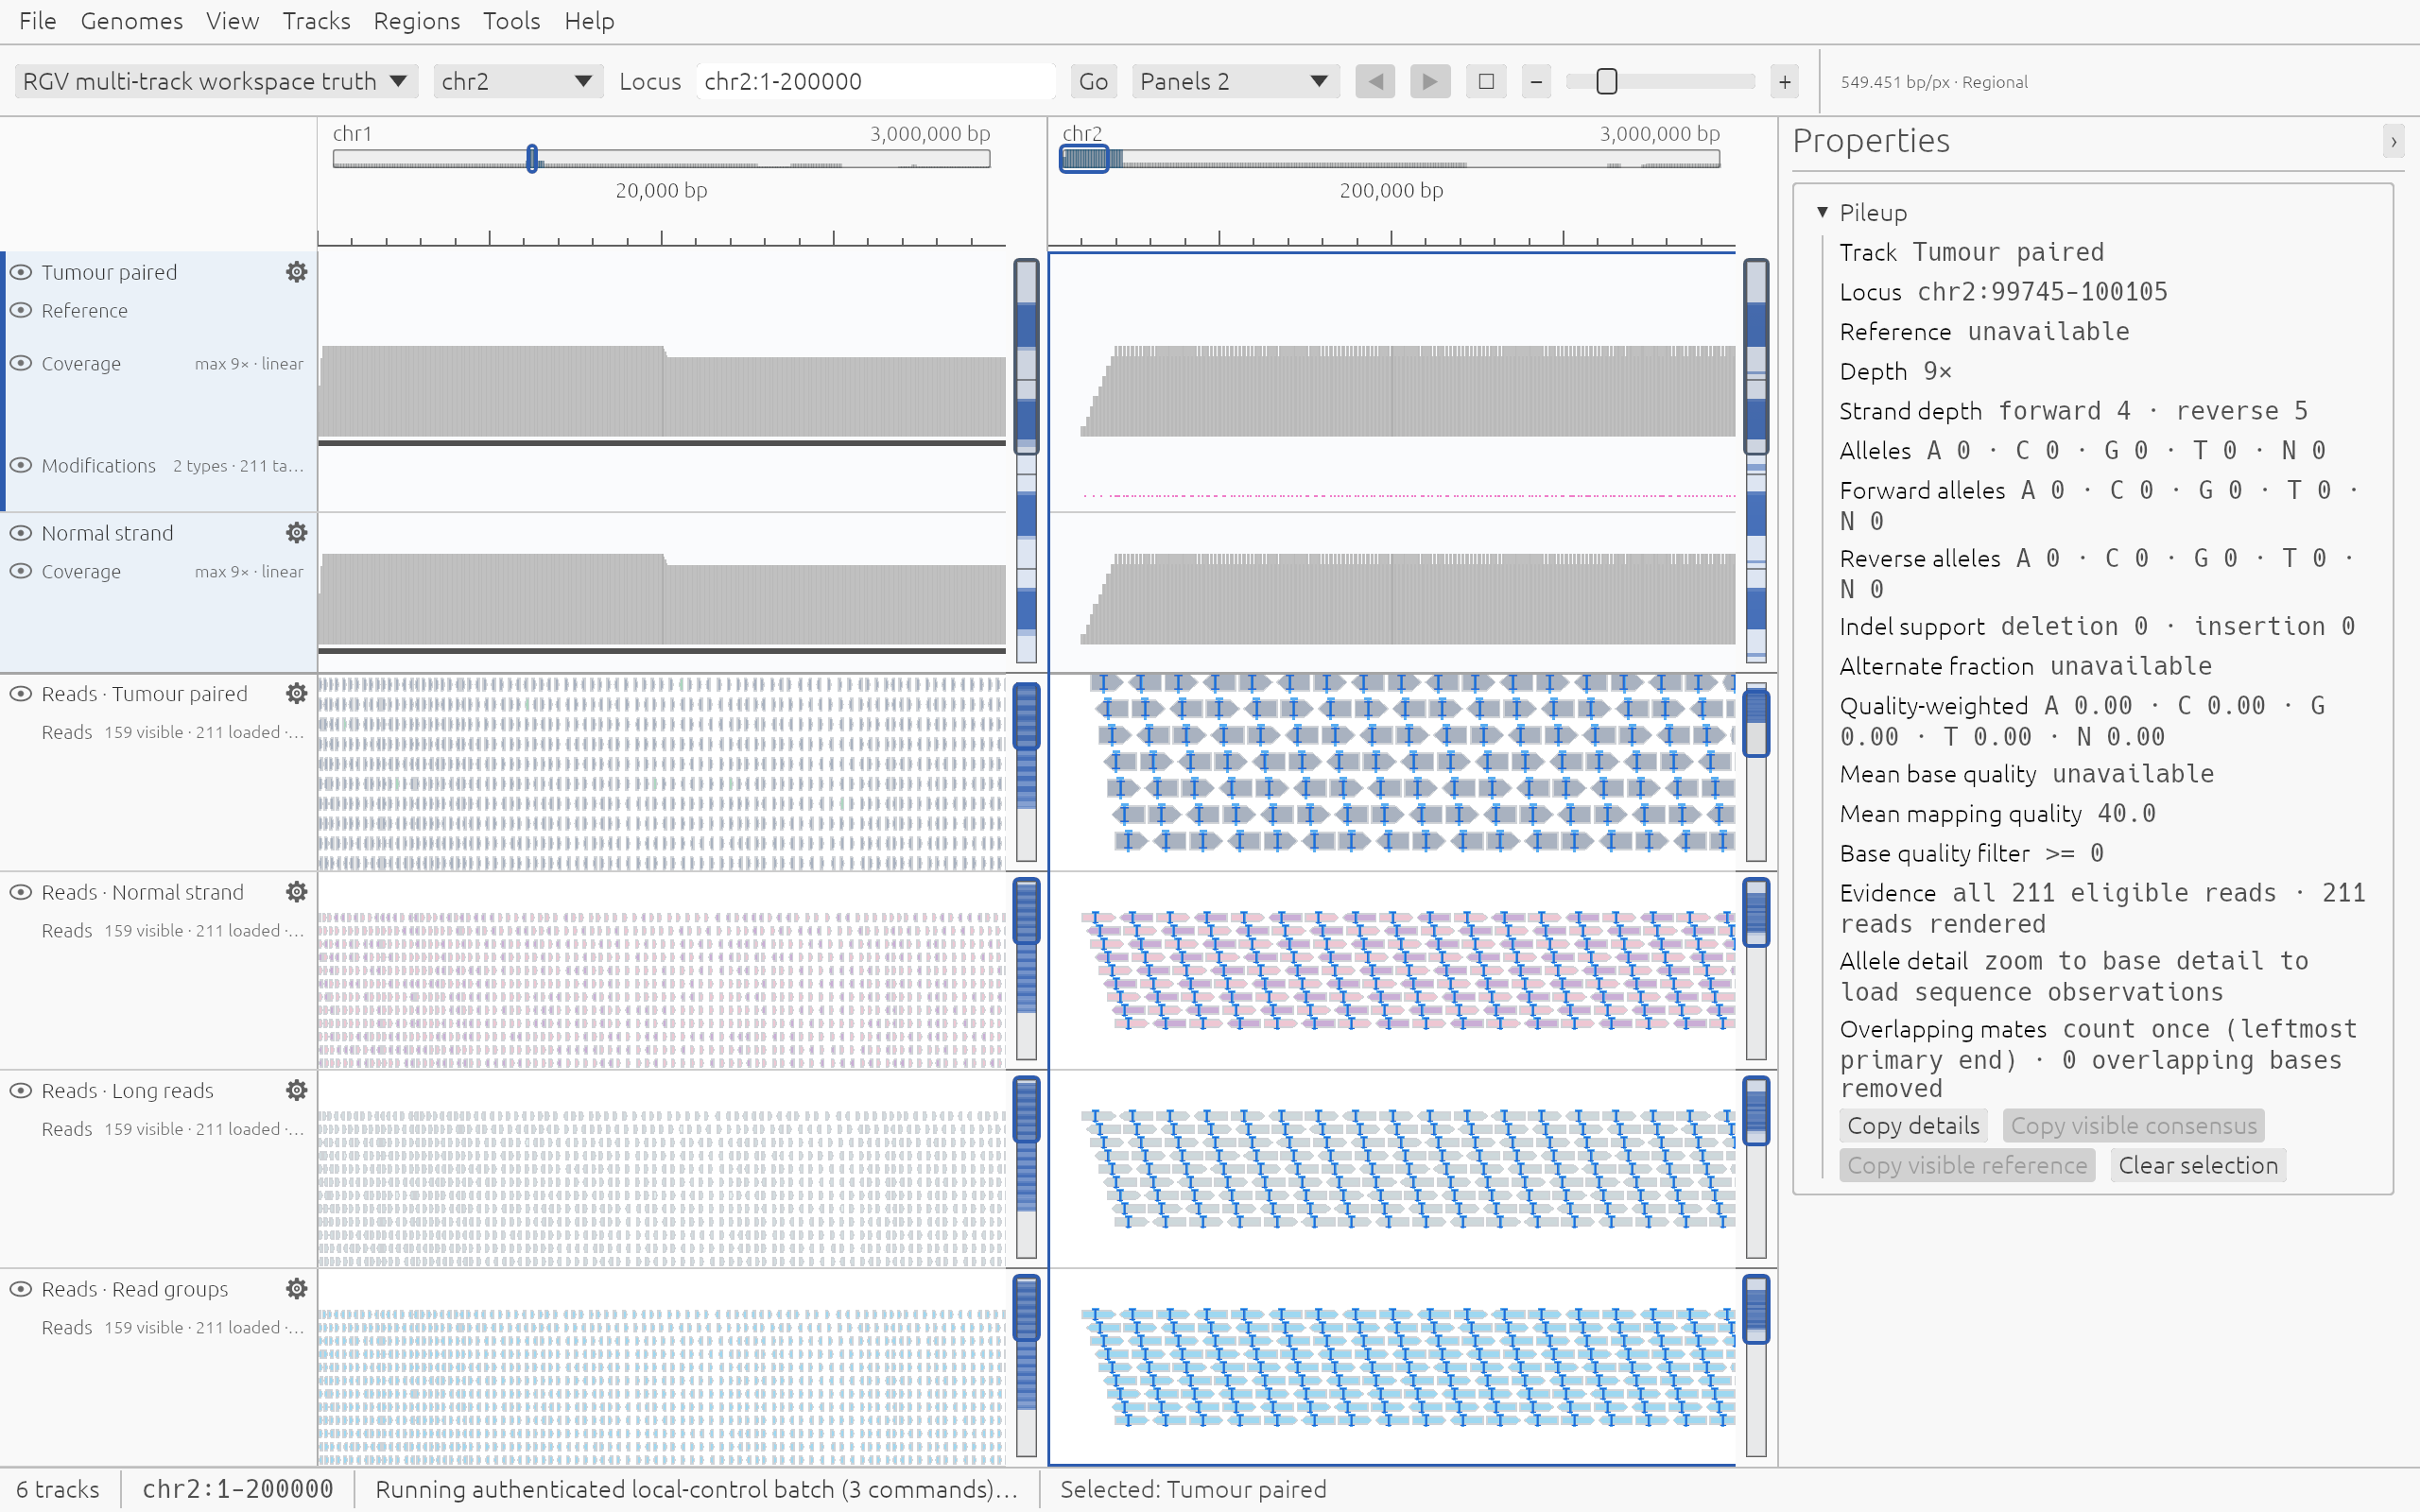 File Genomes View Tracks Regions Tools Help
RGV multi-track workspace truth chr2 Locus chr2:1-200000 Go Panels 2 − + 549.451 bp/px · Regional
chr1 3,000,000 bp
20,000 bp
chr2 3,000,000 bp
200,000 bp
Tumour paired
Reference
Coverage max 9× · linear
Modifications 2 types · 211 ta…
Normal strand
Coverage max 9× · linear
Reads · Tumour paired
Reads 159 visible · 211 loaded ·…
Reads · Normal strand
Reads 159 visible · 211 loaded ·…
Reads · Long reads
Reads 159 visible · 211 loaded ·…
Reads · Read groups
Reads 159 visible · 211 loaded ·…
Properties
Pileup
Track Tumour paired
Locus chr2:99745-100105
Reference unavailable
Depth 9×
Strand depth forward 4 · reverse 5
Alleles A 0 · C 0 · G 0 · T 0 · N 0
Forward alleles A 0 · C 0 · G 0 · T 0 ·
N 0
Reverse alleles A 0 · C 0 · G 0 · T 0 ·
N 0
Indel support deletion 0 · insertion 0
Alternate fraction unavailable
Quality-weighted A 0.00 · C 0.00 · G
0.00 · T 0.00 · N 0.00
Mean base quality unavailable
Mean mapping quality 40.0
Base quality filter >= 0
Evidence all 211 eligible reads · 211
reads rendered
Allele detail zoom to base detail to
load sequence observations
Overlapping mates count once (leftmost
primary end) · 0 overlapping bases
removed
Copy details Copy visible consensus
Copy visible reference Clear selection
6 tracks chr2:1-200000 Running authenticated local-control batch (3 commands)… Selected: Tumour paired